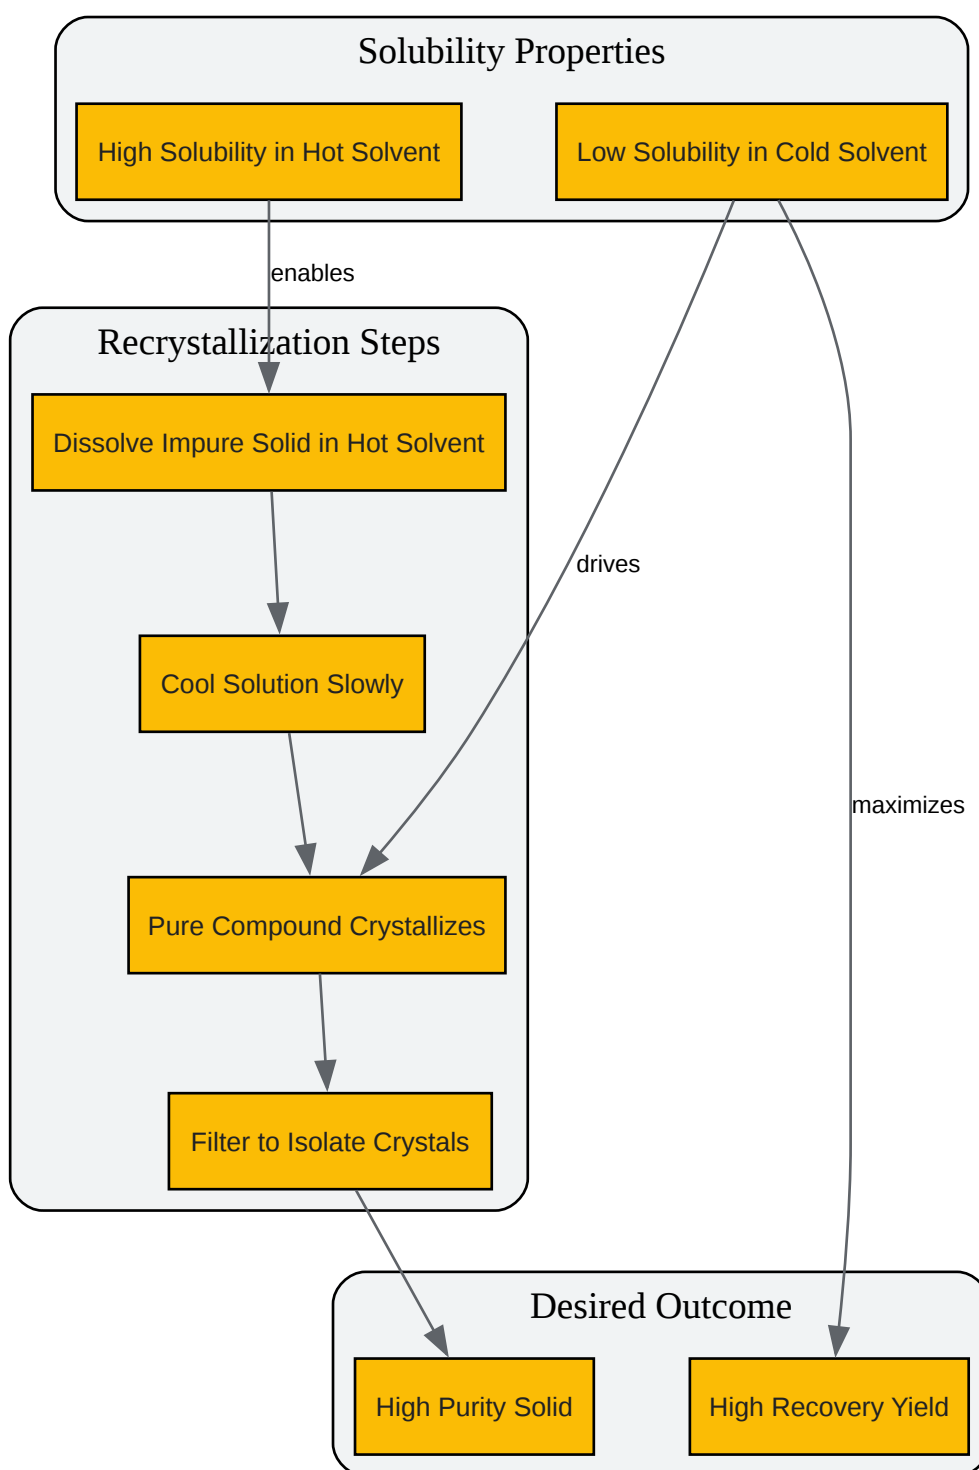 Solubility Properties
High Solubility in Hot Solvent
Low Solubility in Cold Solvent
enables
Recrystallization Steps
Dissolve Impure Solid in Hot Solvent
drives
Cool Solution Slowly
maximizes
Pure Compound Crystallizes
Filter to Isolate Crystals
Desired Outcome
High Purity Solid
High Recovery Yield